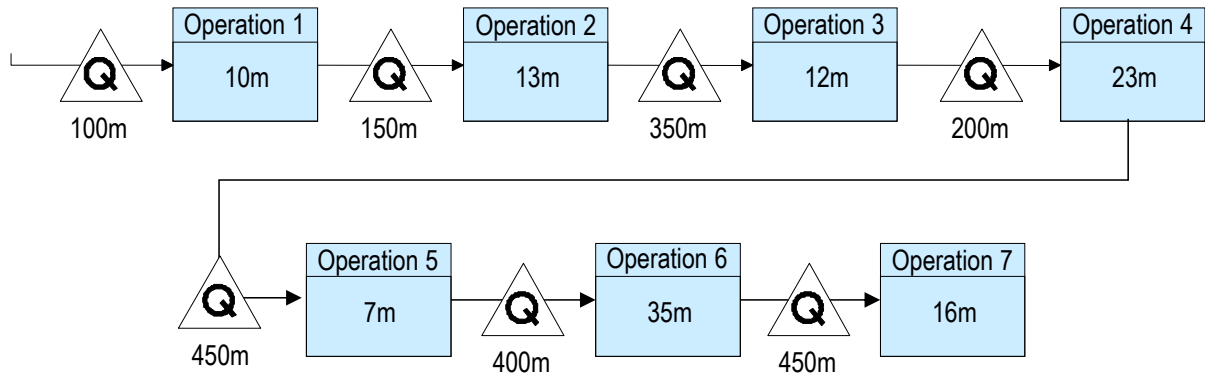 Operation 1
Q
10m
100m
Operation 2
Q
13m
150m
Operation 3
Q
12m
350m
Operation 4
Q
23m
200m
Operation 5
Q
7m
450m
Operation 6
Q
35m
400m
Operation 7
Q
16m
450m